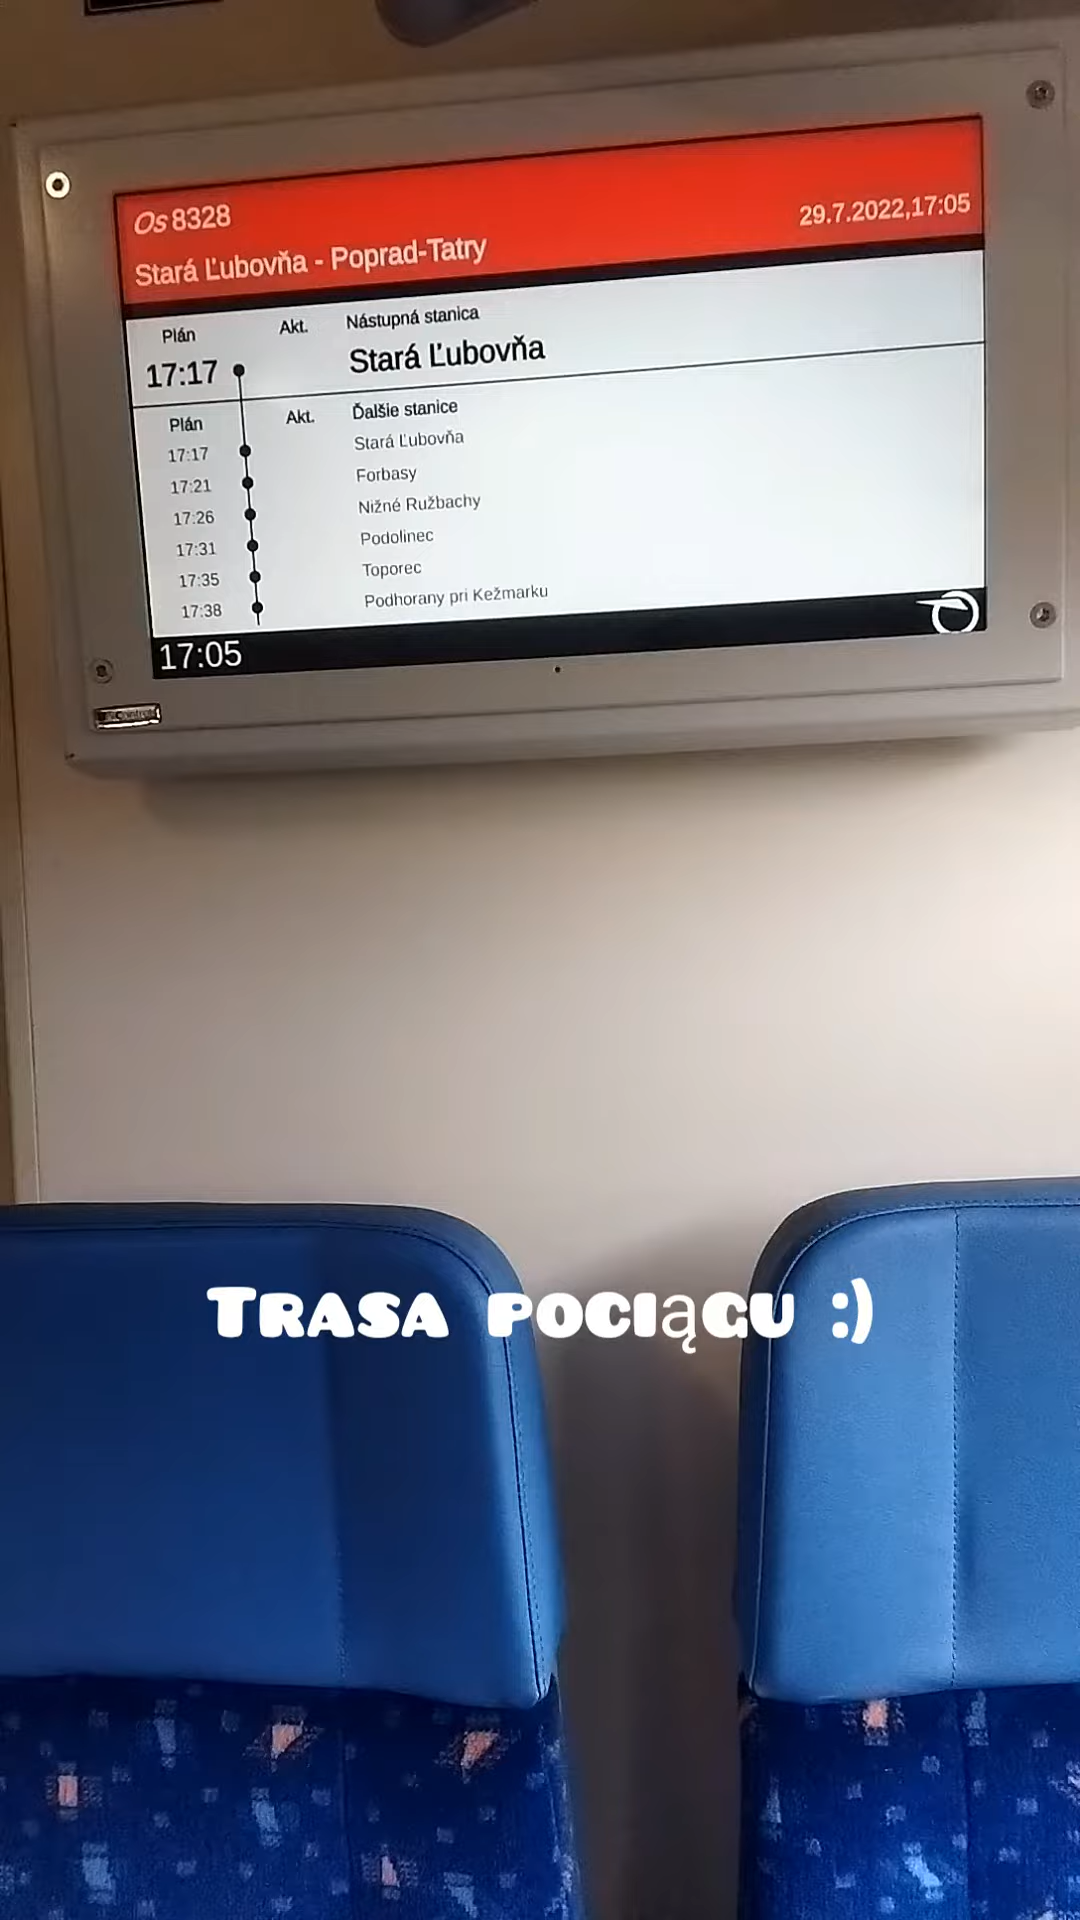 Os 8328
29.7.2022,17:05
Stará Ľubovňa - Poprad-Tatry
Plán Akt. Nástupná stanica
17:17 Stará Ľubovňa
Plán Akt. Ďalšie stanice
17:17 Stará Ľubovňa
17:21 Forbasy
17:26 Nižné Ružbachy
17:31 Podolinec
17:35 Toporec
17:38 Podhorany pri Kežmarku
17:05
Trasa pociągu :)